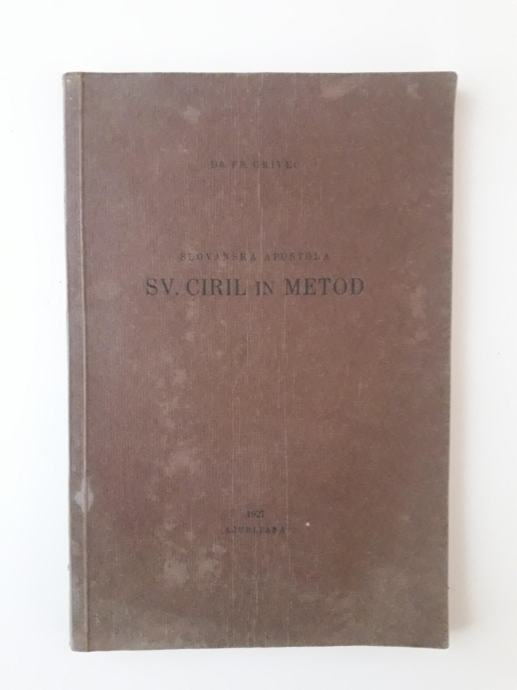 DR. FR. GRIVEC
SLOVANSKA APOSTOLA
SV. CIRIL IN METOD
1927
LJUBLJANA